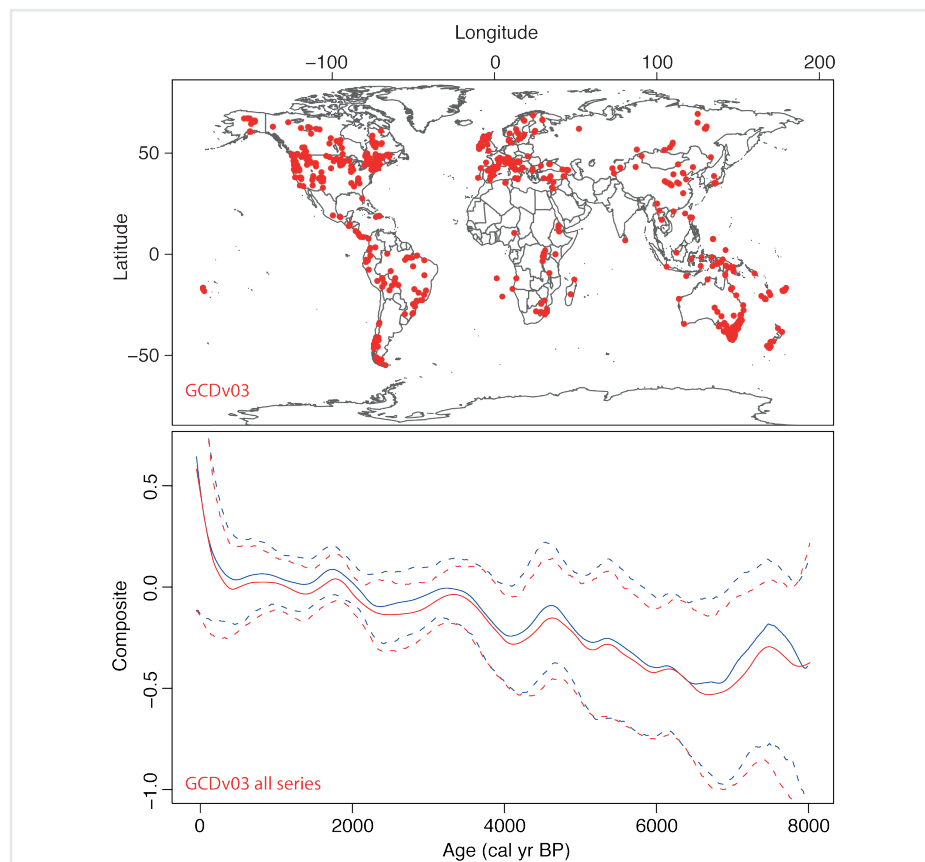 Longitude
−100 0 100 200
Latitude
50
0
−50
GCDv03
Composite
0.5
0.0
−0.5
−1.0
GCDv03 all series
0 2000 4000 6000 8000
Age (cal yr BP)